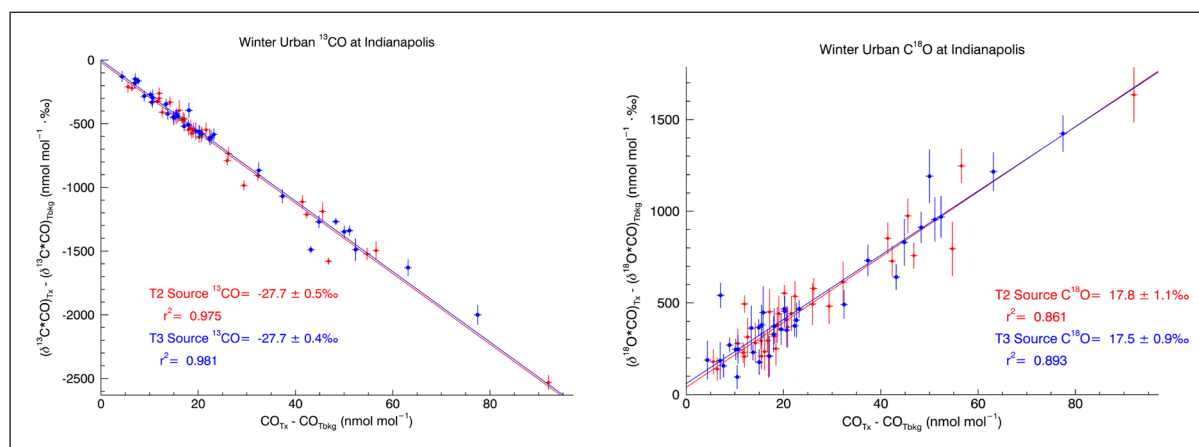 Winter Urban ¹³CO at Indianapolis
0
-500
-1000
-1500
-2000
-2500
(δ¹³C*CO)Tx - (δ¹³C*CO)Tbkg (nmol mol⁻¹ ·‰)
T2 Source ¹³CO= -27.7 ± 0.5‰
r²= 0.975
T3 Source ¹³CO= -27.7 ± 0.4‰
r²= 0.981
0 20 40 60 80
COTx - COTbkg (nmol mol⁻¹)
Winter Urban C¹⁸O at Indianapolis
1500
1000
500
0
(δ¹⁸O*CO)Tx - (δ¹⁸O*CO)Tbkg (nmol mol⁻¹ ·‰)
T2 Source C¹⁸O= 17.8 ± 1.1‰
r²= 0.861
T3 Source C¹⁸O= 17.5 ± 0.9‰
r²= 0.893
0 20 40 60 80
COTx - COTbkg (nmol mol⁻¹)